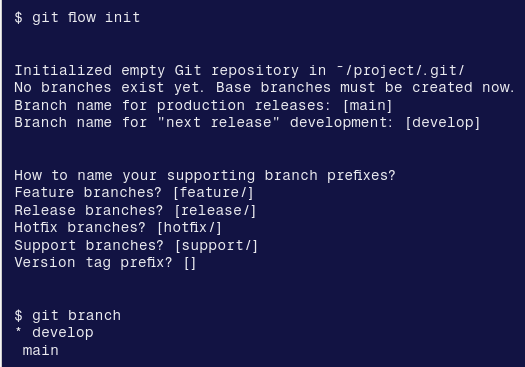 $ git flow init
Initialized empty Git repository in ~/project/.git/
No branches exist yet. Base branches must be created now.
Branch name for production releases: [main]
Branch name for "next release" development: [develop]
How to name your supporting branch prefixes?
Feature branches? [feature/]
Release branches? [release/]
Hotfix branches? [hotfix/]
Support branches? [support/]
Version tag prefix? []
$ git branch
* develop
 main